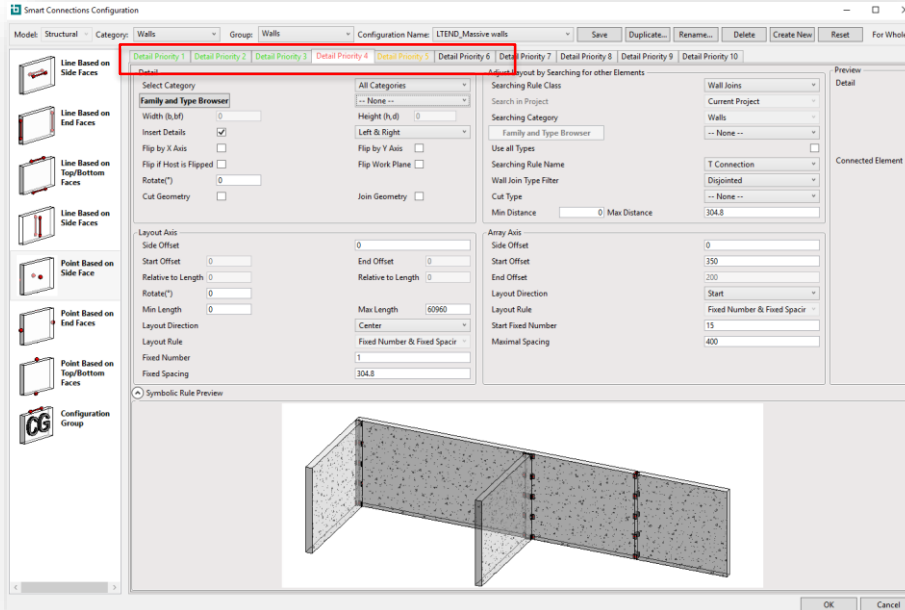 Smart Connections Configuration
Model: Structural Category: Walls Group: Walls Configuration Name: LTEND_Massive walls Save Duplicate... Rename... Delete Create New Reset For Whole
Detail Priority 1 Detail Priority 2 Detail Priority 3 Detail Priority 4 Detail Priority 5 Detail Priority 6 Detail Priority 7 Detail Priority 8 Detail Priority 9 Detail Priority 10
Line Based on
Side Faces
Line Based on
End Faces
Line Based on
Top/Bottom
Faces
Line Based on
Side Faces
Point Based on
Side Face
Point Based on
End Faces
Point Based on
Top/Bottom
Faces
CG
Configuration
Group
Detail
Select Category All Categories
Family and Type Browser -- None --
Width (b,bf) 0 Height (h,d) 0
Insert Details Left & Right
Flip by X Axis Flip by Y Axis
Flip if Host is Flipped Flip Work Plane
Rotate(°) 0
Cut Geometry Join Geometry
Adjust Layout by Searching for other Elements
Searching Rule Class Wall Joins
Search in Project Current Project
Searching Category Walls
Family and Type Browser -- None --
Use all Types
Searching Rule Name T Connection
Wall Join Type Filter Disjointed
Cut Type -- None --
Min Distance 0 Max Distance 304.8
Preview
Detail
Connected Element
Layout Axis
Side Offset 0
Start Offset 0 End Offset 0
Relative to Length 0 Relative to Length 0
Rotate(°) 0
Min Length 0 Max Length 60960
Layout Direction Center
Layout Rule Fixed Number & Fixed Spacir
Fixed Number 1
Fixed Spacing 304.8
Array Axis
Side Offset 0
Start Offset 350
End Offset 200
Layout Direction Start
Layout Rule Fixed Number & Fixed Spacir
Start Fixed Number 15
Maximal Spacing 400
Symbolic Rule Preview
OK Cancel